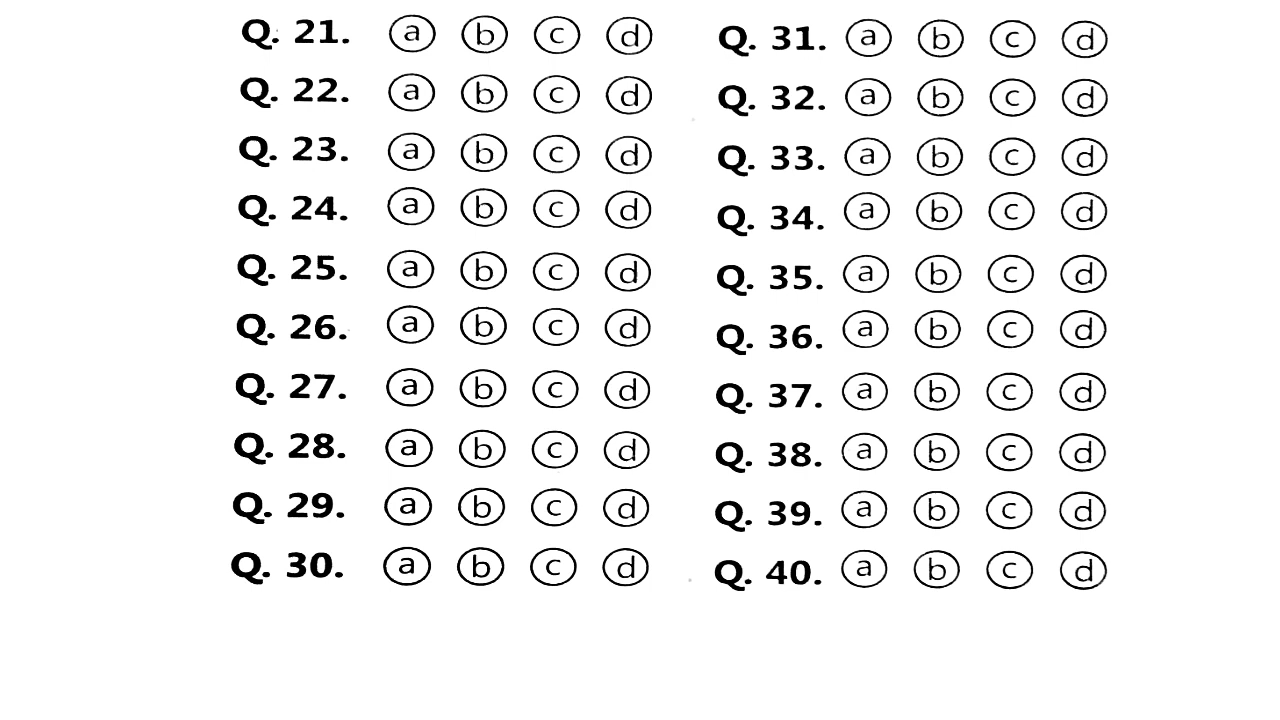 Q. 21. a b c d
Q. 22. a b c d
Q. 23. a b c d
Q. 24. a b c d
Q. 25. a b c d
Q. 26. a b c d
Q. 27. a b c d
Q. 28. a b c d
Q. 29. a b c d
Q. 30. a b c d
Q. 31. a b c d
Q. 32. a b c d
Q. 33. a b c d
Q. 34. a b c d
Q. 35. a b c d
Q. 36. a b c d
Q. 37. a b c d
Q. 38. a b c d
Q. 39. a b c d
Q. 40. a b c d